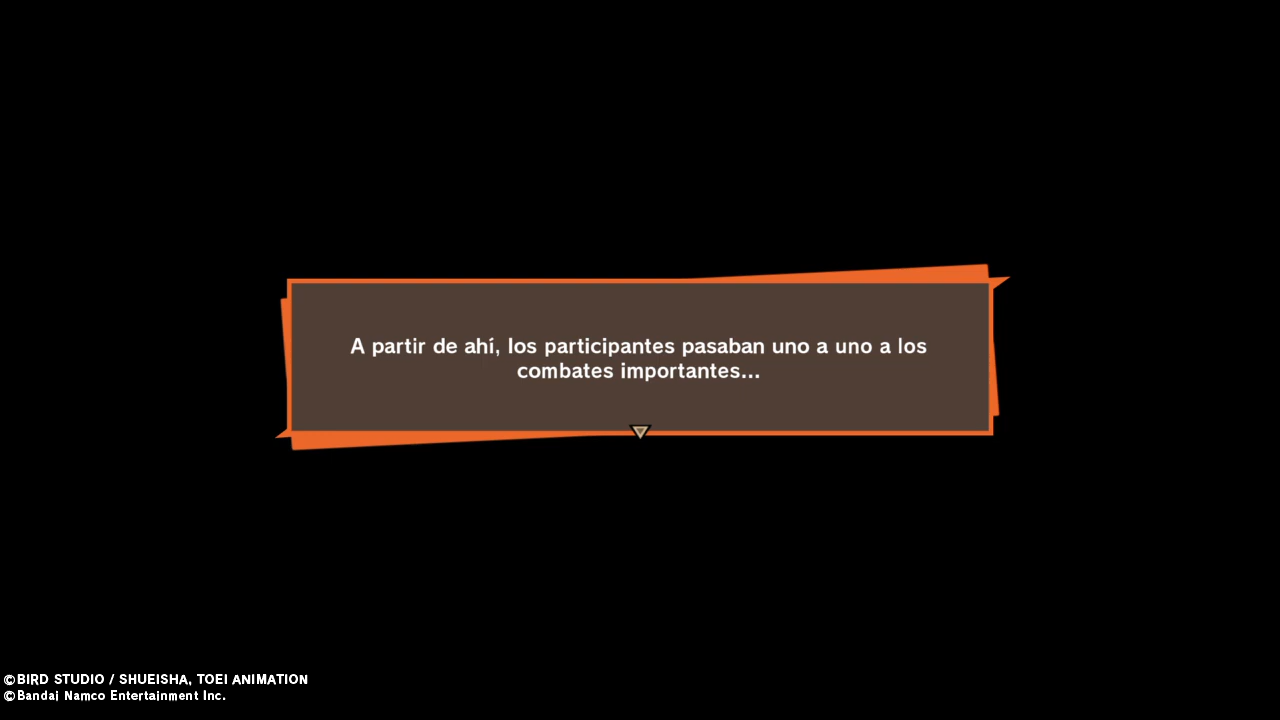 A partir de ahí, los participantes pasaban uno a uno a los
combates importantes...
©BIRD STUDIO / SHUEISHA, TOEI ANIMATION
©Bandai Namco Entertainment Inc.